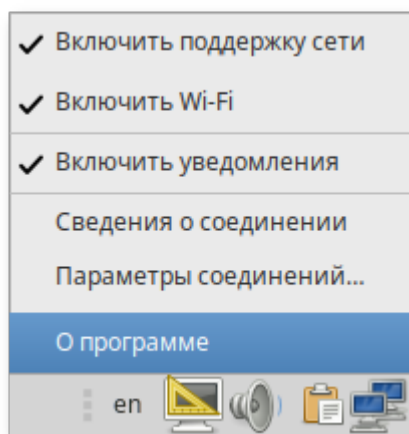 Включить поддержку сети
Включить Wi-Fi
Включить уведомления
Сведения о соединении
Параметры соединений...
О программе
en